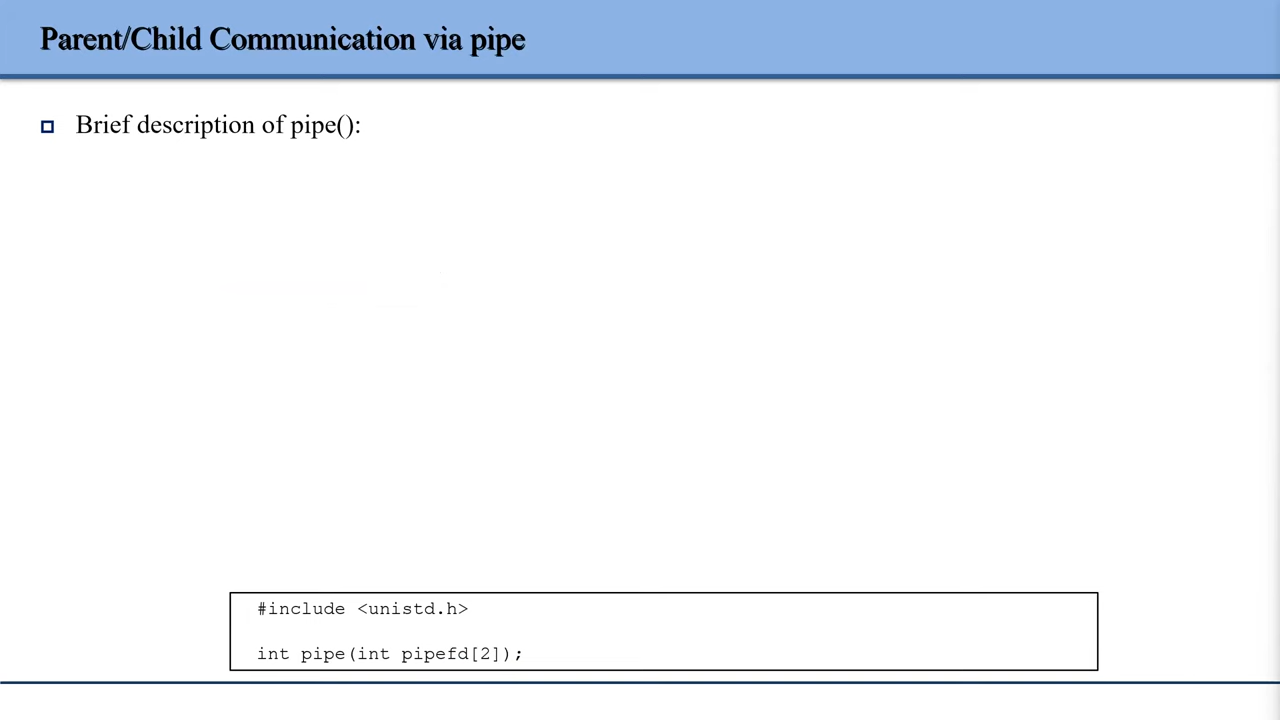 Parent/Child Communication via pipe
Brief description of pipe():
#include <unistd.h>
int pipe(int pipefd[2]);